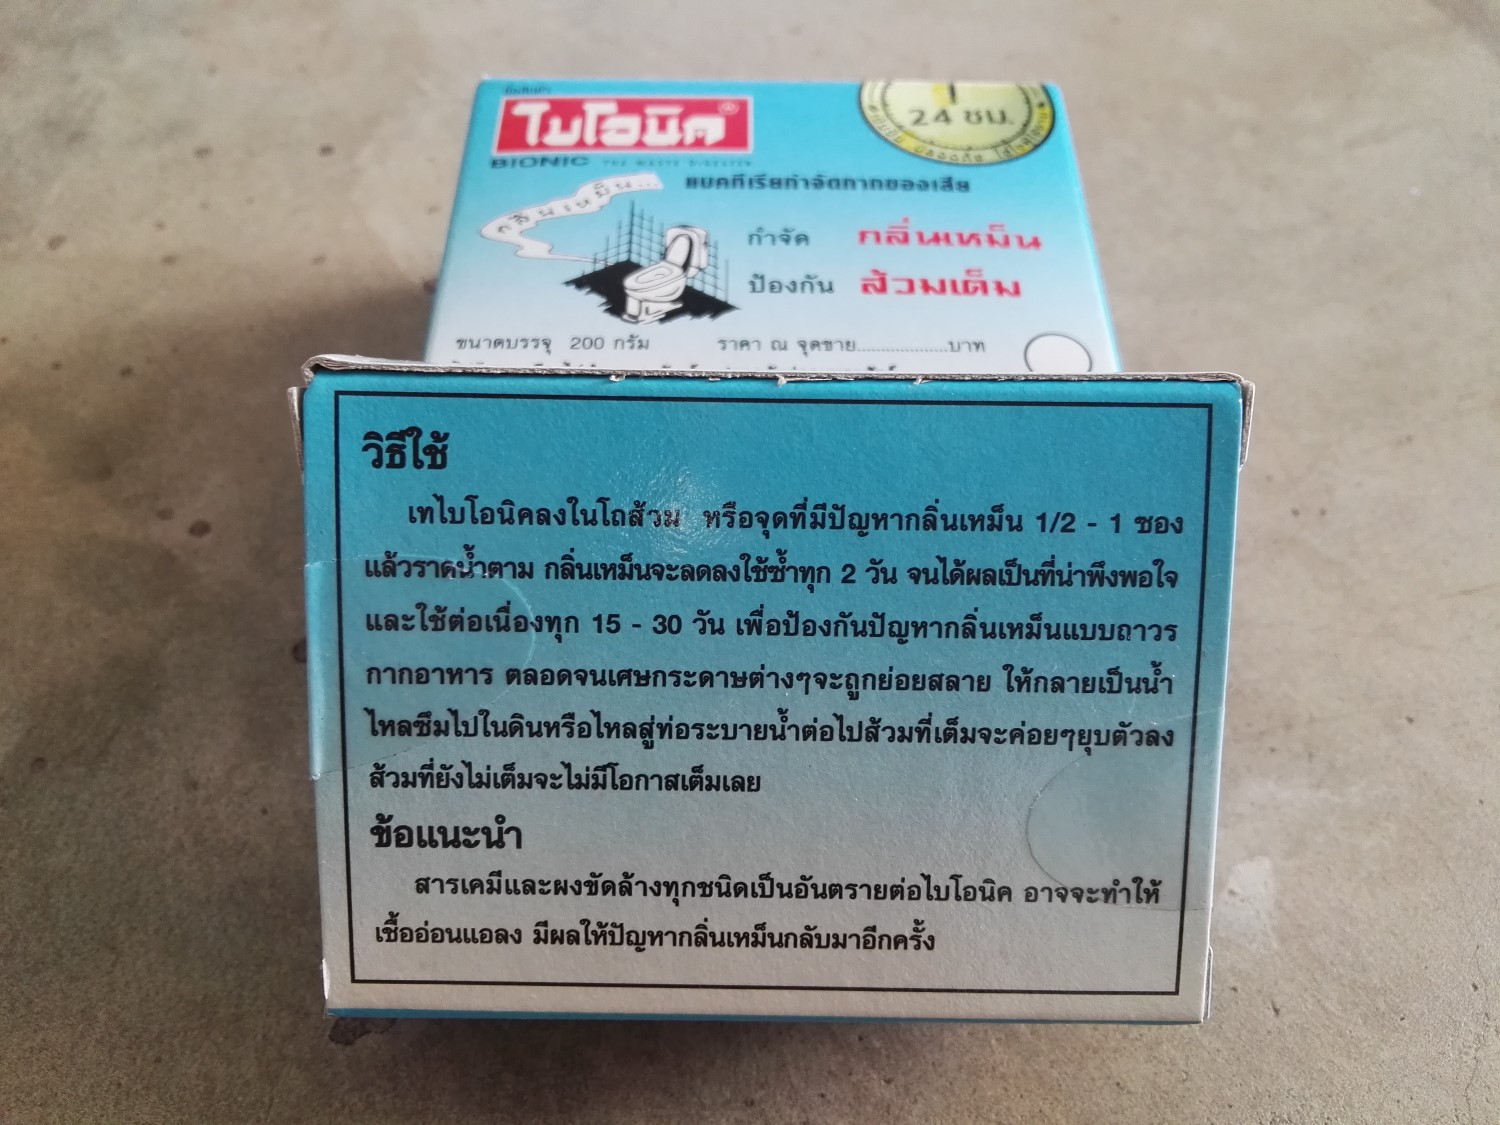 ไบโอนิค®
BIONIC THE WASTE DIGESTER
24 ชม.
กลิ่นเหม็น...
แบคทีเรียกำจัดกากของเสีย
กำจัด กลิ่นเหม็น
ป้องกัน ส้วมเต็ม
ขนาดบรรจุ 200 กรัม ราคา ณ จุดขาย....................บาท
วิธีใช้
เทไบโอนิคลงในโถส้วม หรือจุดที่มีปัญหากลิ่นเหม็น 1/2 - 1 ซอง
แล้วราดน้ำตาม กลิ่นเหม็นจะลดลงใช้ซ้ำทุก 2 วัน จนได้ผลเป็นที่น่าพึงพอใจ
และใช้ต่อเนื่องทุก 15 - 30 วัน เพื่อป้องกันปัญหากลิ่นเหม็นแบบถาวร
กากอาหาร ตลอดจนเศษกระดาษต่างๆจะถูกย่อยสลาย ให้กลายเป็นน้ำ
ไหลซึมไปในดินหรือไหลสู่ท่อระบายน้ำต่อไปส้วมที่เต็มจะค่อยๆยุบตัวลง
ส้วมที่ยังไม่เต็มจะไม่มีโอกาสเต็มเลย
ข้อแนะนำ
สารเคมีและผงขัดล้างทุกชนิดเป็นอันตรายต่อไบโอนิค อาจจะทำให้
เชื้ออ่อนแอลง มีผลให้ปัญหากลิ่นเหม็นกลับมาอีกครั้ง